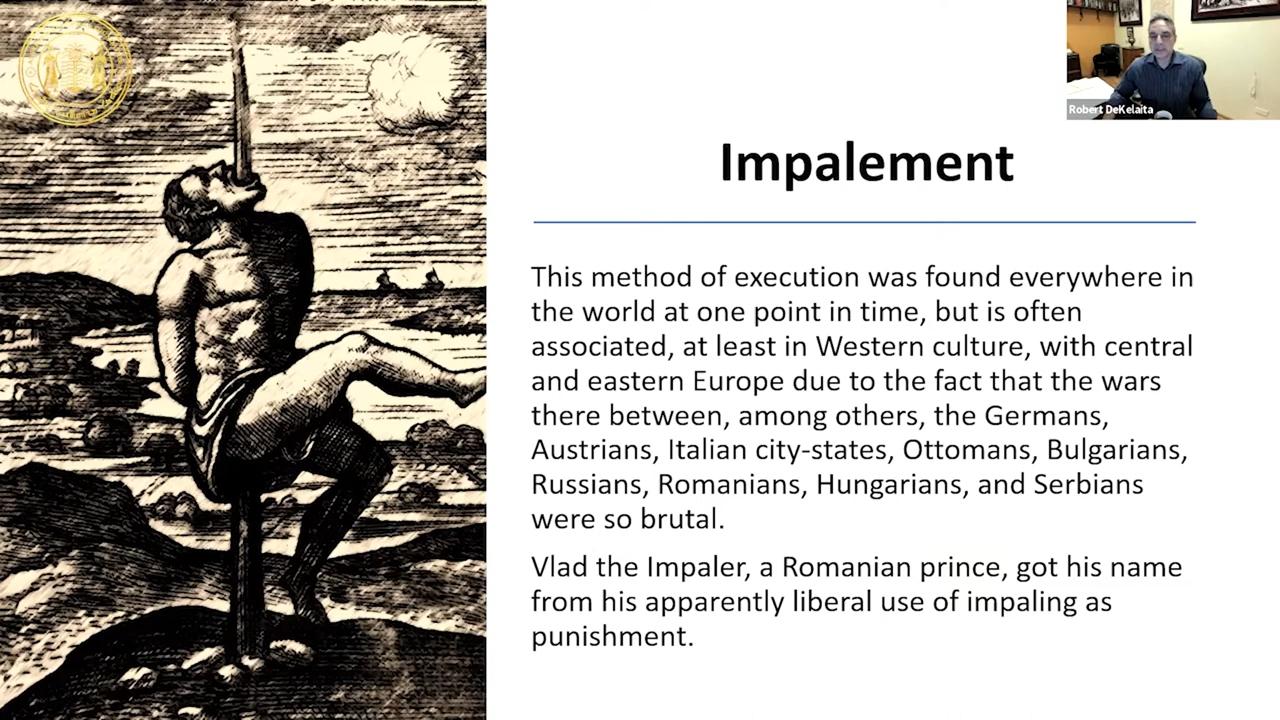 Robert DeKelaita
Impalement
This method of execution was found everywhere in
the world at one point in time, but is often
associated, at least in Western culture, with central
and eastern Europe due to the fact that the wars
there between, among others, the Germans,
Austrians, Italian city-states, Ottomans, Bulgarians,
Russians, Romanians, Hungarians, and Serbians
were so brutal.
Vlad the Impaler, a Romanian prince, got his name
from his apparently liberal use of impaling as
punishment.